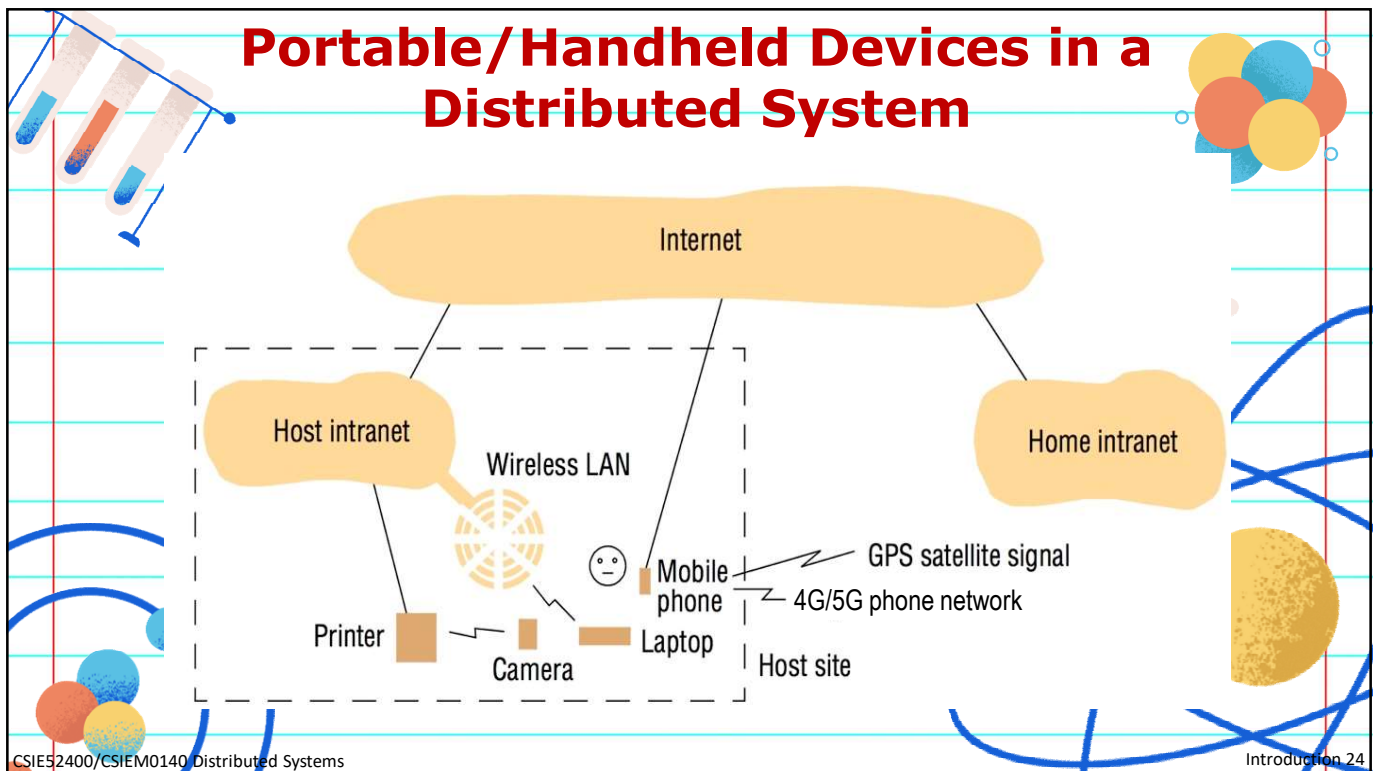 Portable/Handheld Devices in a
Distributed System
Internet
Host intranet
Wireless LAN
Home intranet
Mobile
phone
GPS satellite signal
4G/5G phone network
Printer
Camera
Laptop
Host site
CSIE52400/CSIEM0140 Distributed Systems
Introduction 24